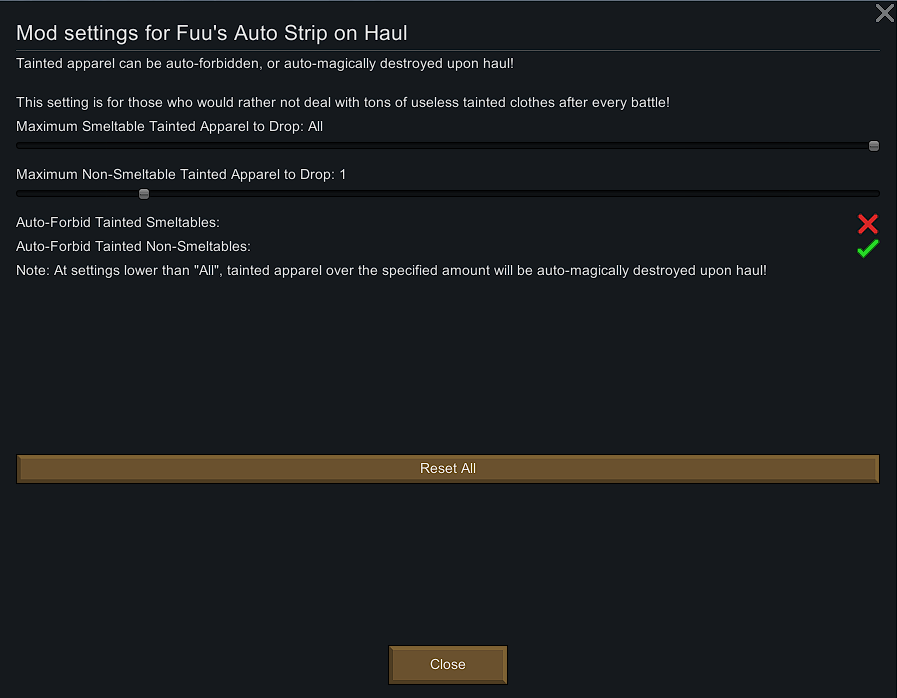 Mod settings for Fuu's Auto Strip on Haul
Tainted apparel can be auto-forbidden, or auto-magically destroyed upon haul!
This setting is for those who would rather not deal with tons of useless tainted clothes after every battle!
Maximum Smeltable Tainted Apparel to Drop: All
Maximum Non-Smeltable Tainted Apparel to Drop: 1
Auto-Forbid Tainted Smeltables:
Auto-Forbid Tainted Non-Smeltables:
Note: At settings lower than "All", tainted apparel over the specified amount will be auto-magically destroyed upon haul!
Reset All
Close